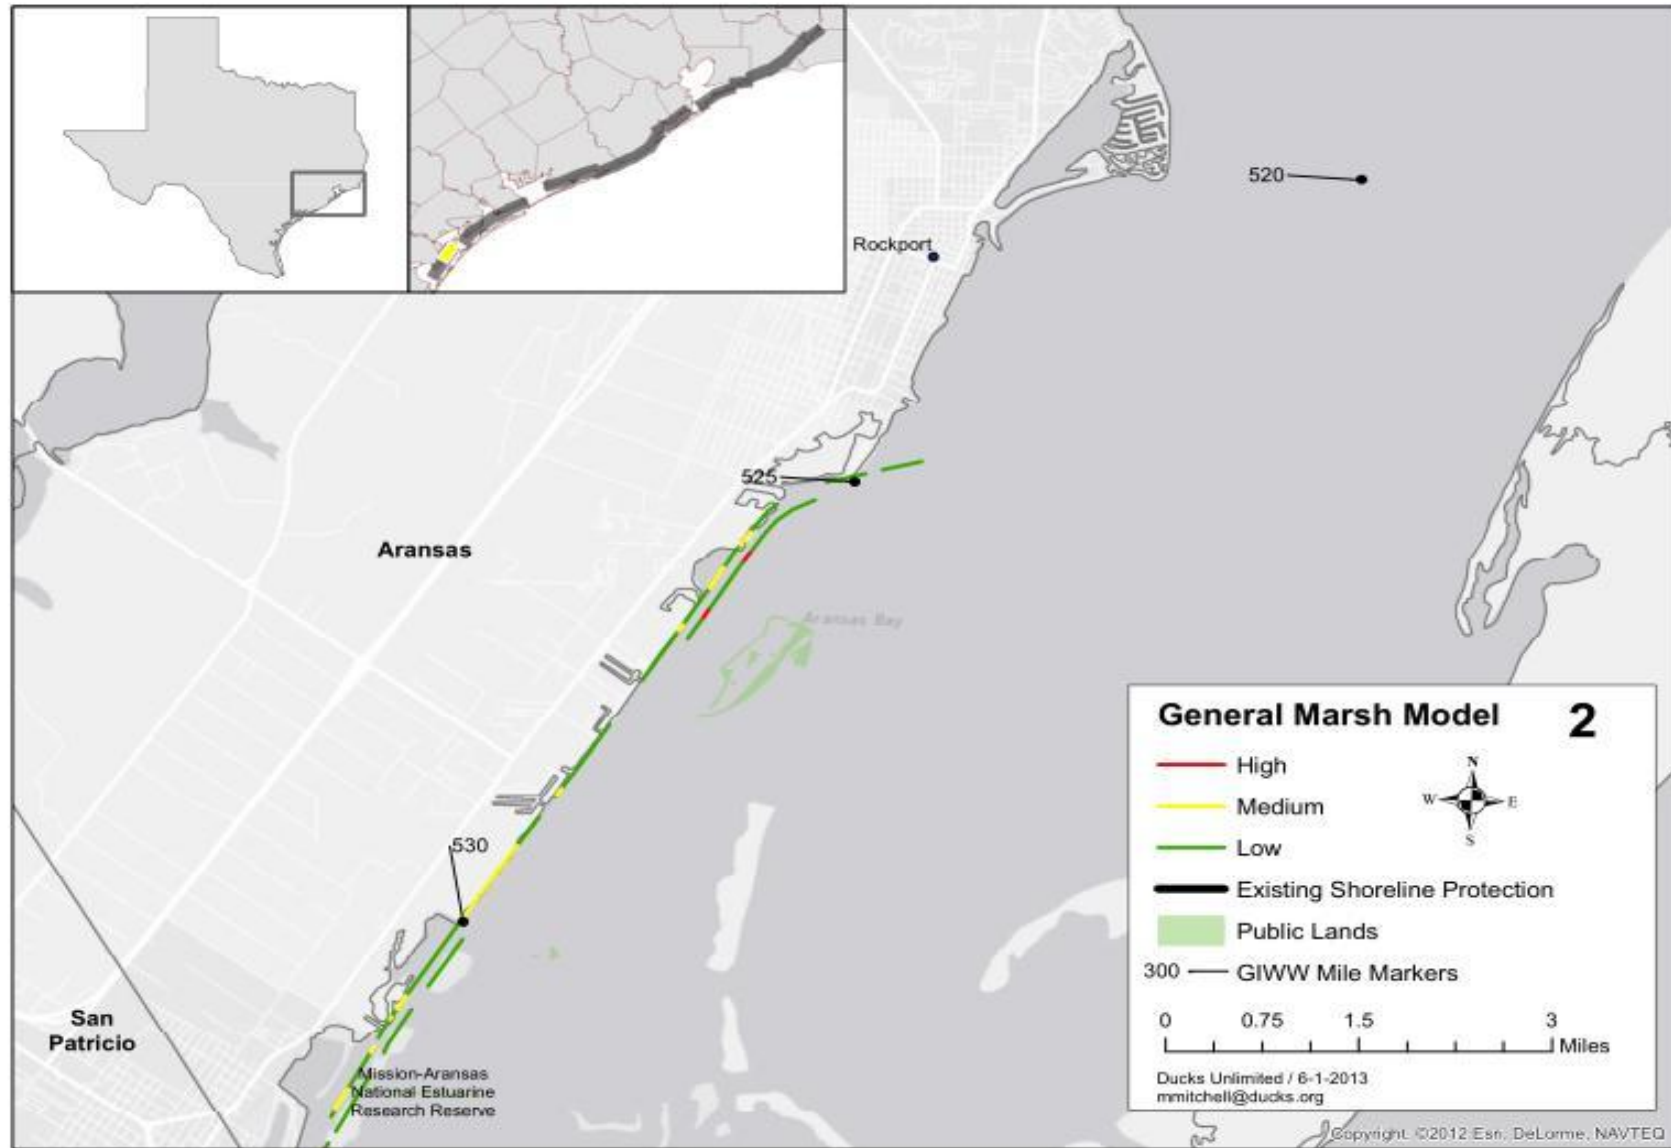 520
Rockport
525
Aransas
Aransas Bay
530
San
Patricio
Mission-Aransas
National Estuarine
Research Reserve
General Marsh Model 2
High
Medium
Low
Existing Shoreline Protection
Public Lands
300 GIWW Mile Markers
N
W E
S
0 0.75 1.5 3
Miles
Ducks Unlimited / 6-1-2013
mmitchell@ducks.org
Copyright: ©2012 Esri, DeLorme, NAVTEQ